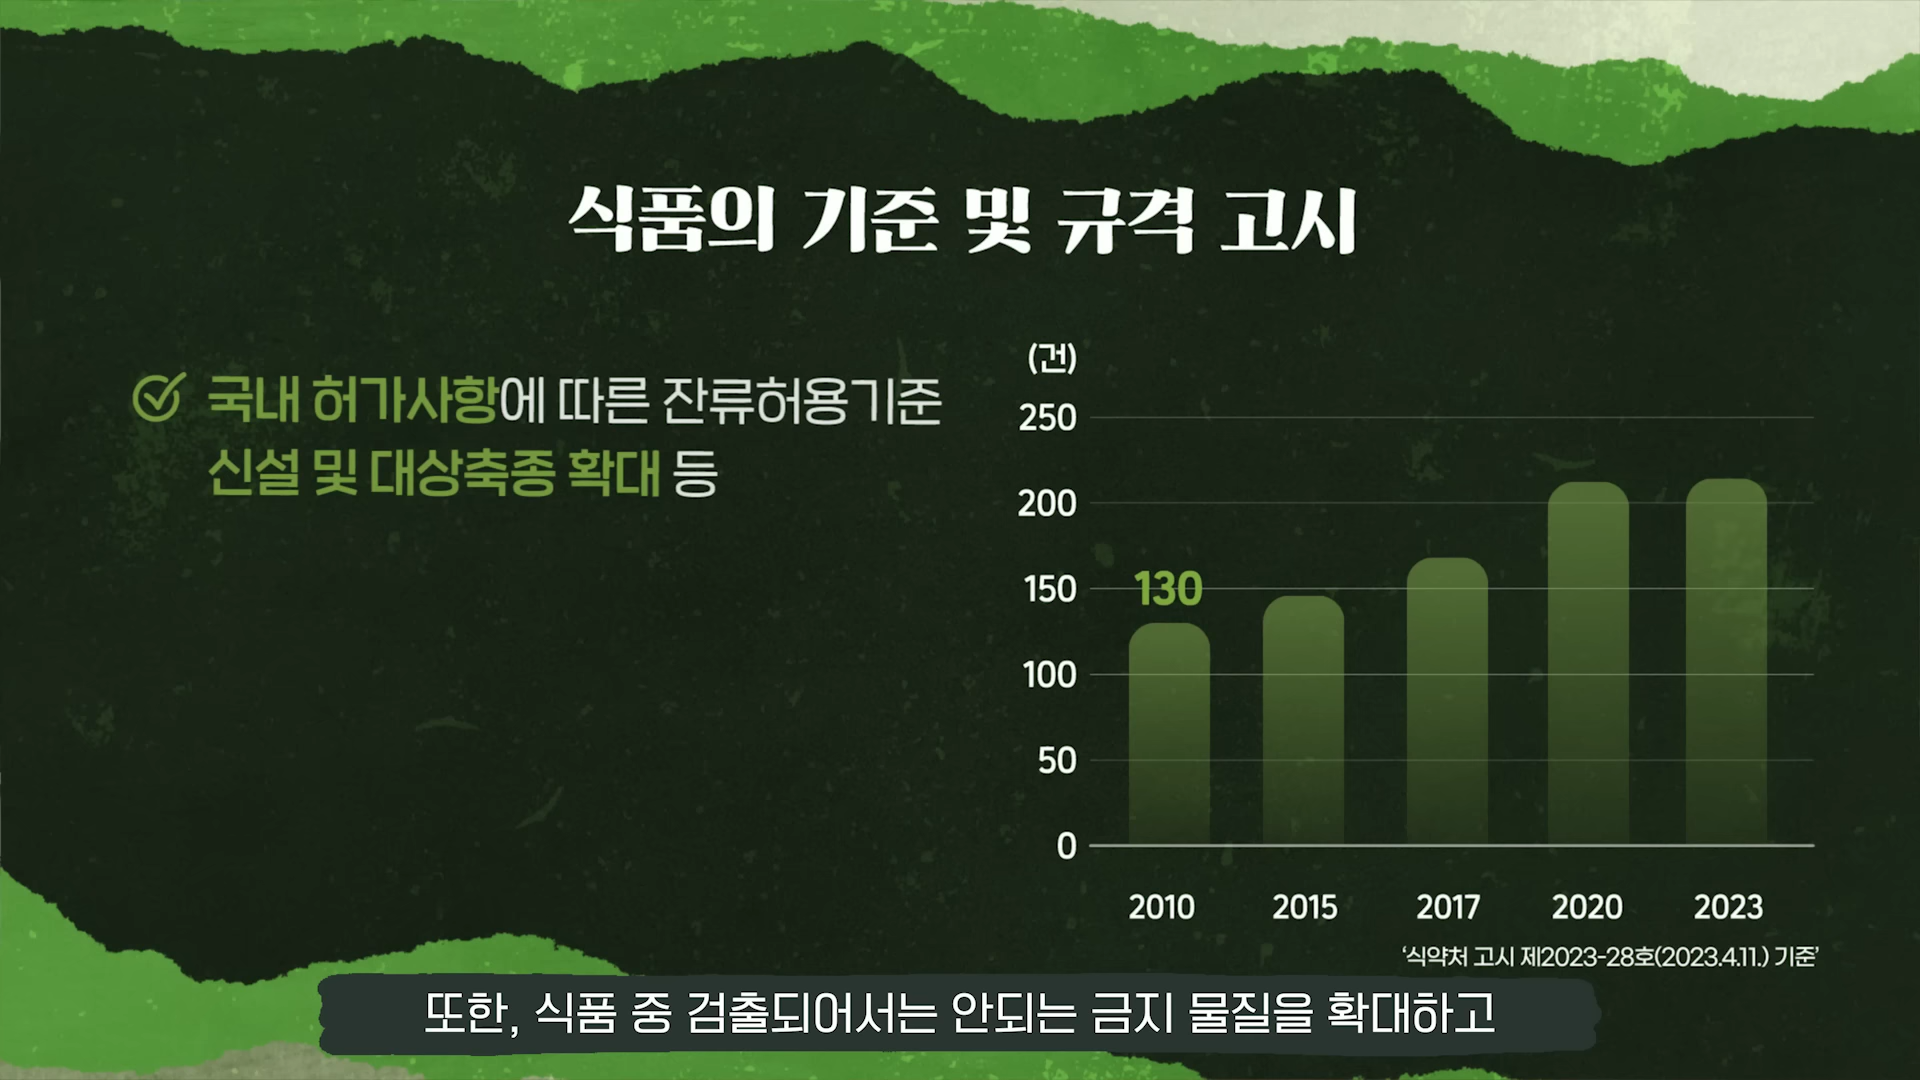 식품의 기준 및 규격 고시
국내 허가사항에 따른 잔류허용기준
신설 및 대상축종 확대 등
(건)
250
200
150
100
50
0
130
2010 2015 2017 2020 2023
‘식약처 고시 제2023-28호(2023.4.11.) 기준’
또한, 식품 중 검출되어서는 안되는 금지 물질을 확대하고